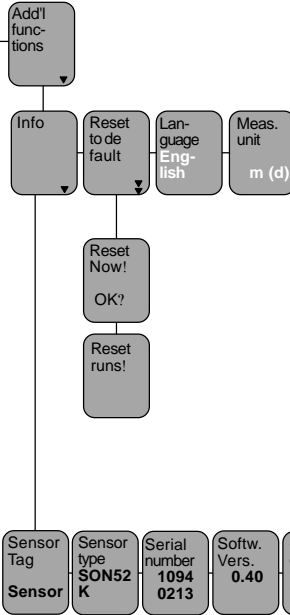 Add'l
func-
tions
Info
Reset
to de
fault
Lan-
guage
Eng-
lish
Meas.
unit
m (d)
Reset
Now!
OK?
Reset
runs!
Sensor
Tag
Sensor
Sensor
type
SON52
K
Serial
number
1094
0213
Softw.
Vers.
0.40